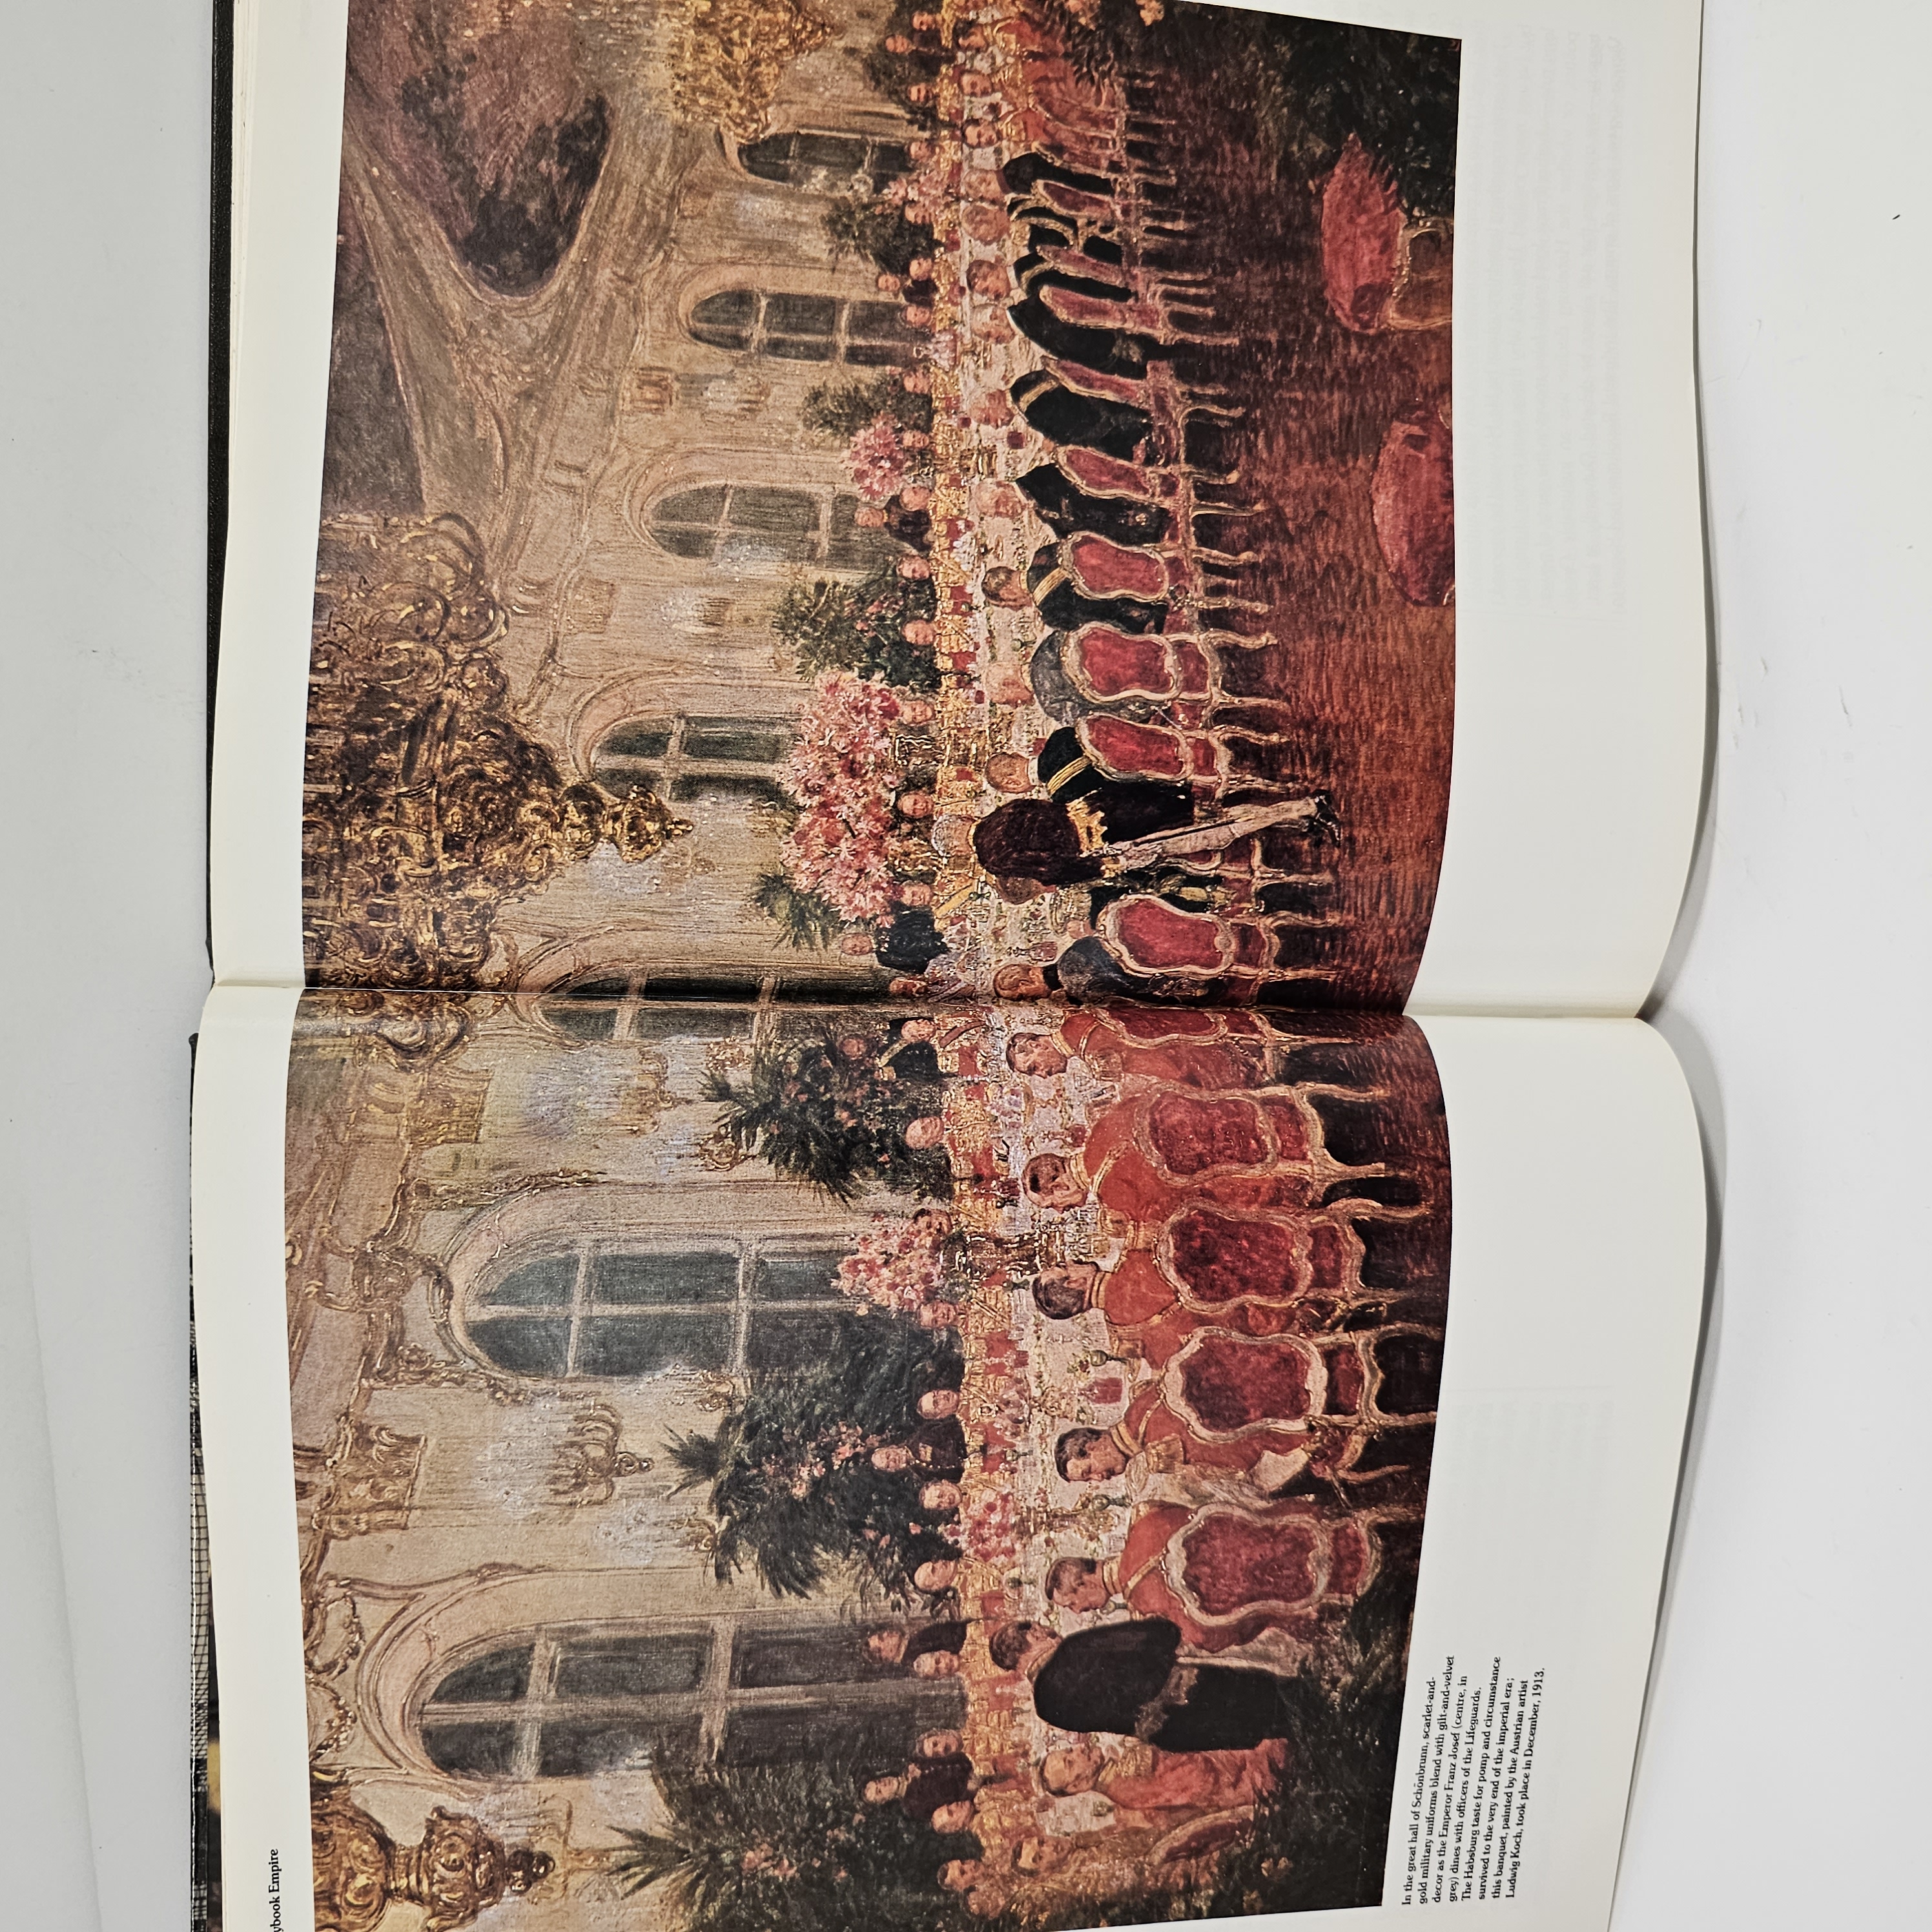 ybook Empire
In the great hall of Schönbrunn, scarlet-and-
gold military uniforms blend with gilt-and-velvet
decor as the Emperor Franz Josef (centre, in
grey) dines with officers of the Lifeguards.
The Habsburg taste for pomp and circumstance
survived to the very end of the imperial era;
this banquet, painted by the Austrian artist
Ludwig Koch, took place in December, 1913.